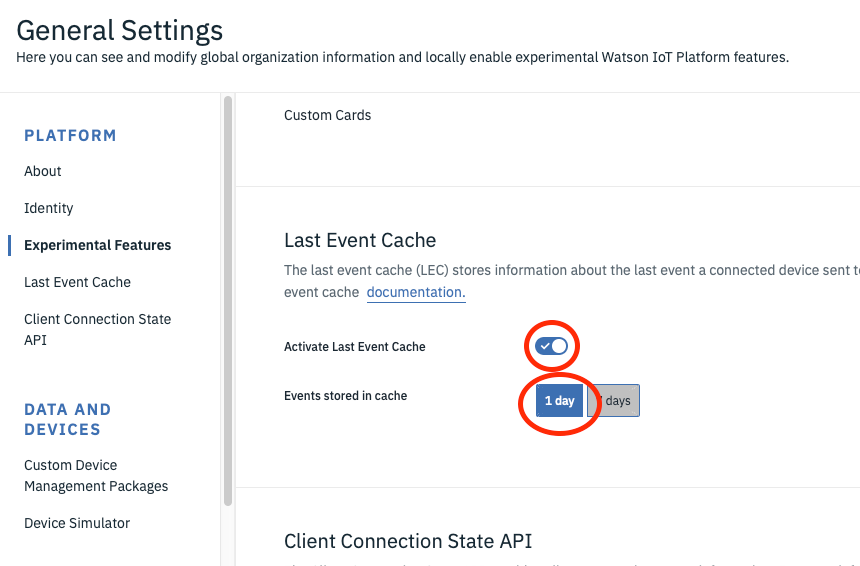 General Settings
Here you can see and modify global organization information and locally enable experimental Watson IoT Platform features.
PLATFORM
About
Identity
Experimental Features
Last Event Cache
Client Connection State
API
DATA AND
DEVICES
Custom Device
Management Packages
Device Simulator
Custom Cards
Last Event Cache
The last event cache (LEC) stores information about the last event a connected device sent
event cache documentation.
Activate Last Event Cache
Events stored in cache
1 day
days
Client Connection State API